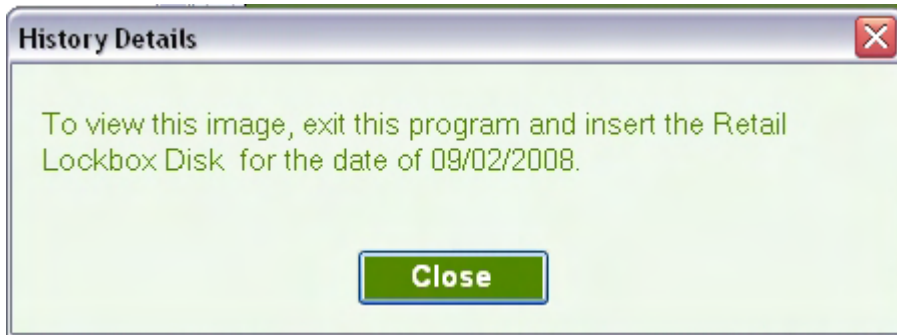 History Details
To view this image, exit this program and insert the Retail
Lockbox Disk for the date of 09/02/2008.
Close